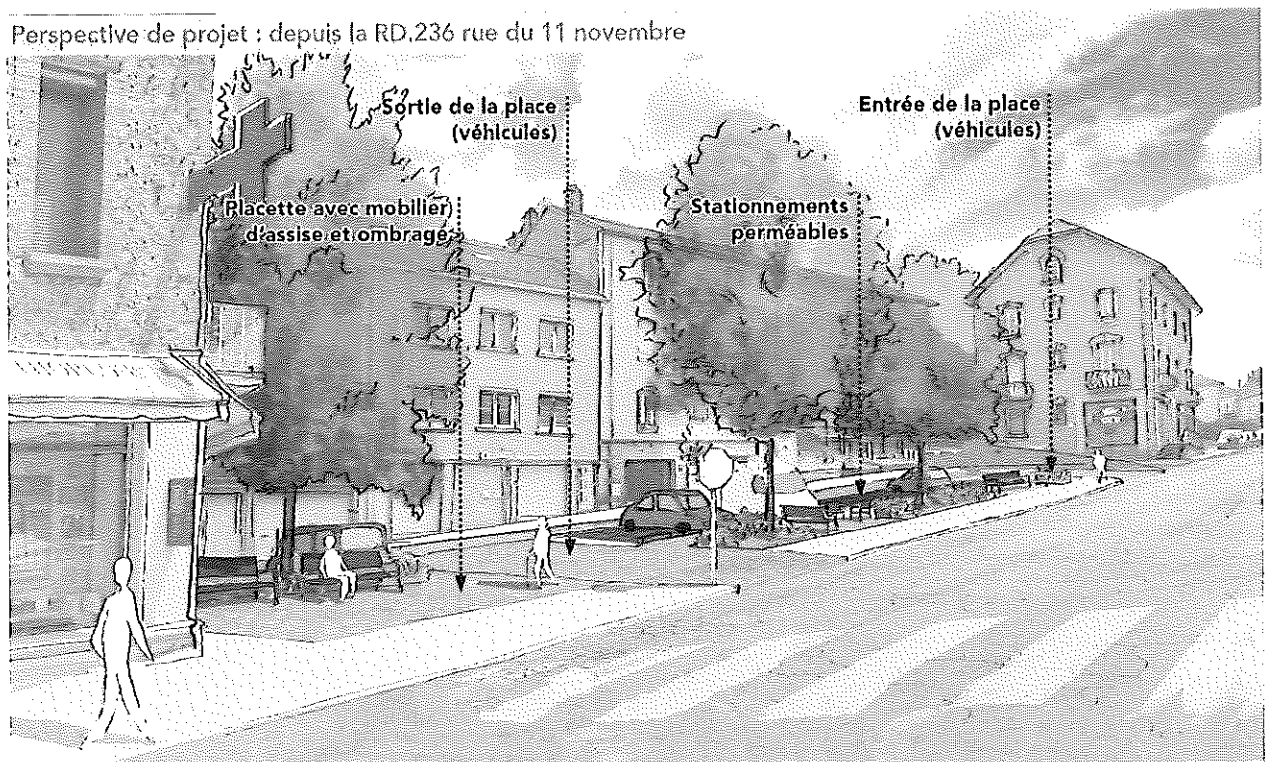 Perspective de projet : depuis la RD.236 rue du 11 novembre
Sortie de la place
(véhicules)
Entrée de la place
(véhicules)
Placette avec mobilier
d'assise et ombrage
Stationnements
perméables